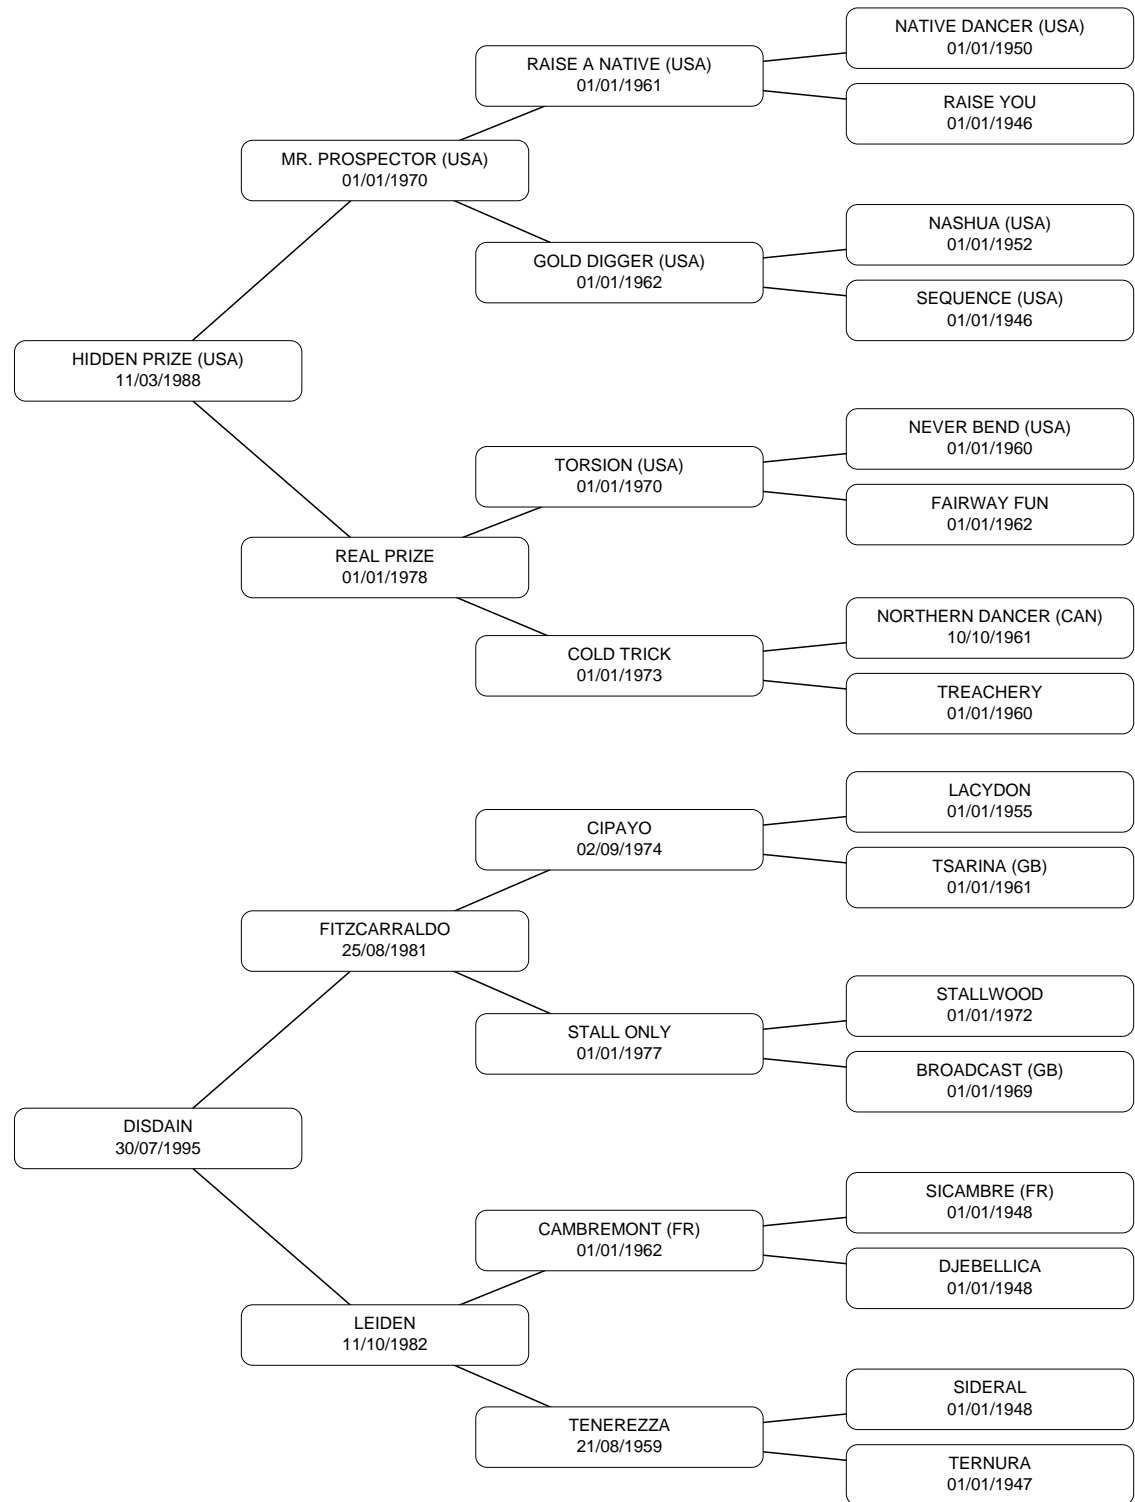 NATIVE DANCER (USA)
01/01/1950
RAISE A NATIVE (USA)
01/01/1961
RAISE YOU
01/01/1946
MR. PROSPECTOR (USA)
01/01/1970
NASHUA (USA)
01/01/1952
GOLD DIGGER (USA)
01/01/1962
SEQUENCE (USA)
01/01/1946
HIDDEN PRIZE (USA)
11/03/1988
NEVER BEND (USA)
01/01/1960
TORSION (USA)
01/01/1970
FAIRWAY FUN
01/01/1962
REAL PRIZE
01/01/1978
NORTHERN DANCER (CAN)
10/10/1961
COLD TRICK
01/01/1973
TREACHERY
01/01/1960
LACYDON
01/01/1955
CIPAYO
02/09/1974
TSARINA (GB)
01/01/1961
FITZCARRALDO
25/08/1981
STALLWOOD
01/01/1972
STALL ONLY
01/01/1977
BROADCAST (GB)
01/01/1969
DISDAIN
30/07/1995
SICAMBRE (FR)
01/01/1948
CAMBREMONT (FR)
01/01/1962
DJEBELLICA
01/01/1948
LEIDEN
11/10/1982
SIDERAL
01/01/1948
TENEREZZA
21/08/1959
TERNURA
01/01/1947